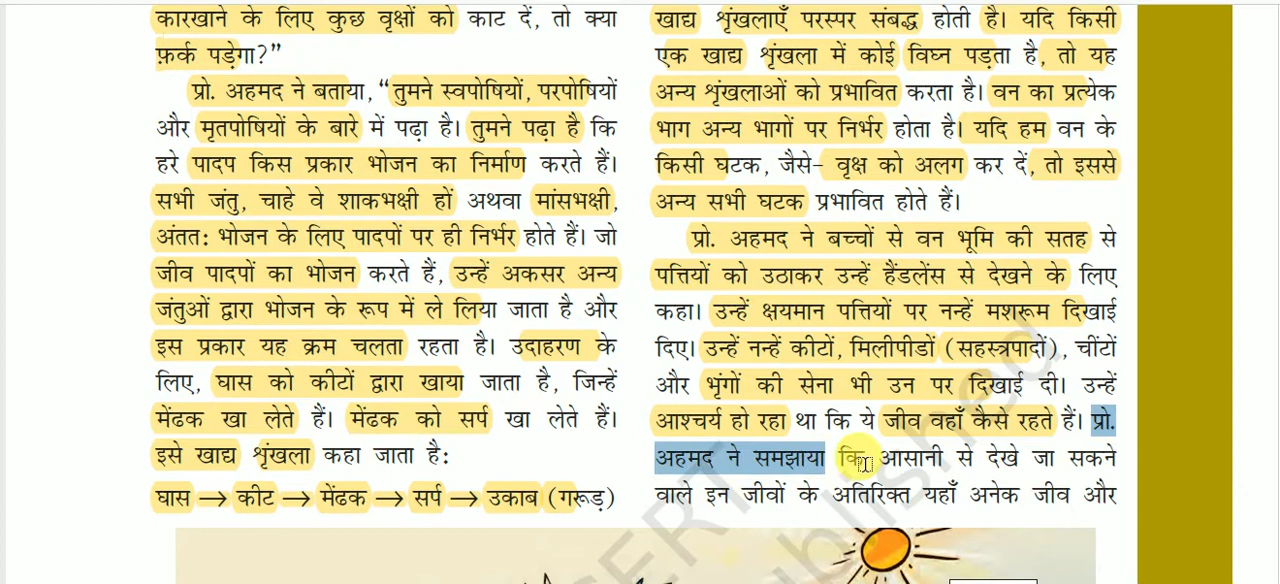 कारखाने के लिए कुछ वृक्षों को काट दें, तो क्या
फ़र्क पड़ेगा?”
प्रो. अहमद ने बताया, “तुमने स्वपोषियों, परपोषियों
और मृतपोषियों के बारे में पढ़ा है। तुमने पढ़ा है कि
हरे पादप किस प्रकार भोजन का निर्माण करते हैं।
सभी जंतु, चाहे वे शाकभक्षी हों अथवा मांसभक्षी,
अंततः भोजन के लिए पादपों पर ही निर्भर होते हैं। जो
जीव पादपों का भोजन करते हैं, उन्हें अकसर अन्य
जंतुओं द्वारा भोजन के रूप में ले लिया जाता है और
इस प्रकार यह क्रम चलता रहता है। उदाहरण के
लिए, घास को कीटों द्वारा खाया जाता है, जिन्हें
मेंढक खा लेते हैं। मेंढक को सर्प खा लेते हैं।
इसे खाद्य शृंखला कहा जाता है:
घास → कीट → मेंढक → सर्प → उकाब (गरूड़)
खाद्य शृंखलाएँ परस्पर संबद्ध होती है। यदि किसी
एक खाद्य शृंखला में कोई विघ्न पड़ता है, तो यह
अन्य शृंखलाओं को प्रभावित करता है। वन का प्रत्येक
भाग अन्य भागों पर निर्भर होता है। यदि हम वन के
किसी घटक, जैसे– वृक्ष को अलग कर दें, तो इससे
अन्य सभी घटक प्रभावित होते हैं।
प्रो. अहमद ने बच्चों से वन भूमि की सतह से
पत्तियों को उठाकर उन्हें हैंडलेंस से देखने के लिए
कहा। उन्हें क्षयमान पत्तियों पर नन्हें मशरूम दिखाई
दिए। उन्हें नन्हें कीटों, मिलीपीडों (सहस्त्रपादों), चींटों
और भृंगों की सेना भी उन पर दिखाई दी। उन्हें
आश्चर्य हो रहा था कि ये जीव वहाँ कैसे रहते हैं। प्रो.
अहमद ने समझाया कि आसानी से देखे जा सकने
वाले इन जीवों के अतिरिक्त यहाँ अनेक जीव और